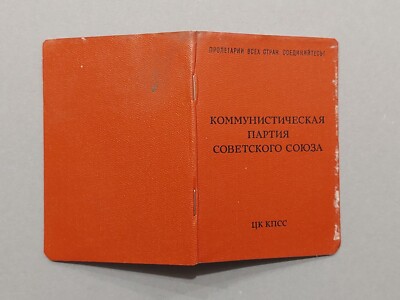 ПРОЛЕТАРИИ ВСЕХ СТРАН, СОЕДИНЯЙТЕСЬ!
КОММУНИСТИЧЕСКАЯ
ПАРТИЯ
СОВЕТСКОГО СОЮЗА
ЦК КПСС